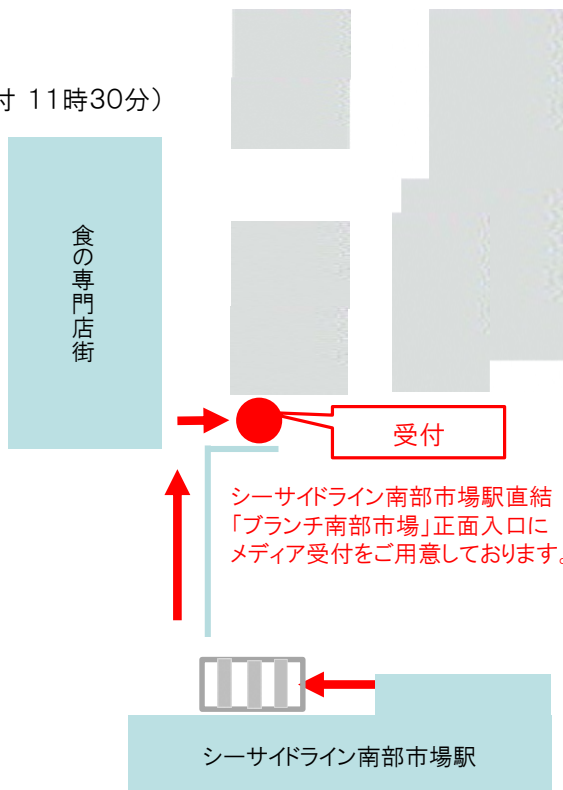 付 11時30分）
食の専門店街
受付
シーサイドライン南部市場駅直結
「ブランチ南部市場」正面入口に
メディア受付をご用意しております。
シーサイドライン南部市場駅